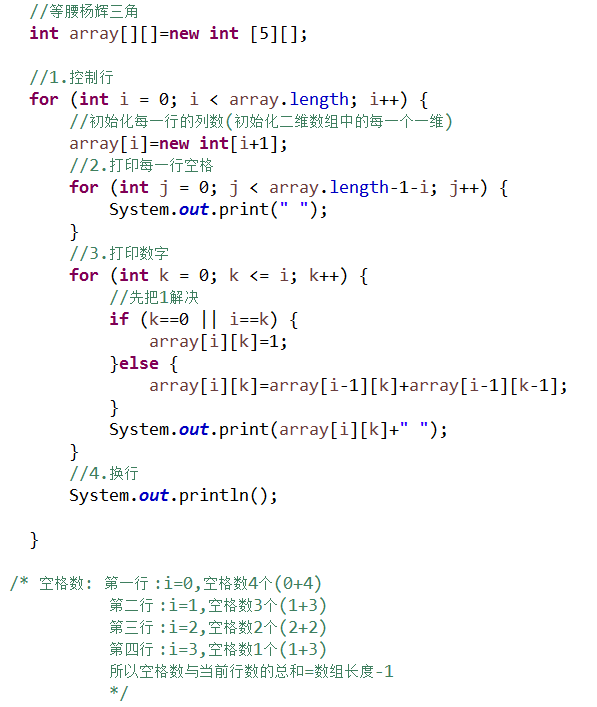 //等腰杨辉三角
int array[][]=new int [5][];
//1.控制行
for (int i = 0; i < array.length; i++) {
//初始化每一行的列数(初始化二维数组中的每一个一维)
array[i]=new int[i+1];
//2.打印每一行空格
for (int j = 0; j < array.length-1-i; j++) {
System.out.print(" ");
}
//3.打印数字
for (int k = 0; k <= i; k++) {
//先把1解决
if (k==0 || i==k) {
array[i][k]=1;
}else {
array[i][k]=array[i-1][k]+array[i-1][k-1];
}
System.out.print(array[i][k]+" ");
}
//4.换行
System.out.println();
}
/* 空格数: 第一行:i=0,空格数4个(0+4)
第二行:i=1,空格数3个(1+3)
第三行:i=2,空格数2个(2+2)
第四行:i=3,空格数1个(1+3)
所以空格数与当前行数的总和=数组长度-1
*/